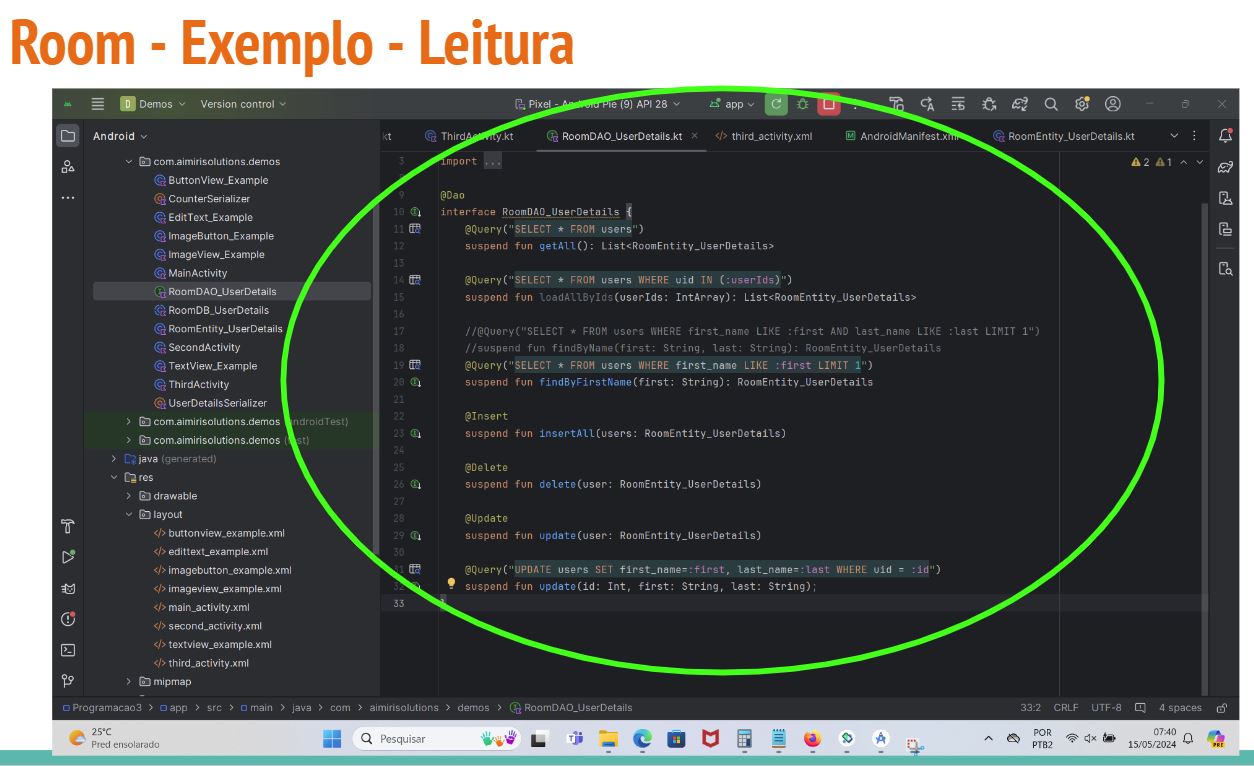 Room - Exemplo - Leitura
D Demos
Version control
Pixel - Android Pie (9) API 28
app
Android
kt
ThirdActivity.kt
RoomDAO_UserDetails.kt
third_activity.xml
AndroidManifest.xml
RoomEntity_UserDetails.kt
com.aimirisolutions.demos
ButtonView_Example
CounterSerializer
EditText_Example
ImageButton_Example
ImageView_Example
MainActivity
RoomDAO_UserDetails
RoomDB_UserDetails
RoomEntity_UserDetails
SecondActivity
TextView_Example
ThirdActivity
UserDetailsSerializer
com.aimirisolutions.demos (androidTest)
com.aimirisolutions.demos (test)
java (generated)
res
drawable
layout
buttonview_example.xml
edittext_example.xml
imagebutton_example.xml
imageview_example.xml
main_activity.xml
second_activity.xml
textview_example.xml
third_activity.xml
mipmap
2 1
3 import ...
9 @Dao
10 interface RoomDAO_UserDetails {
11 @Query("SELECT * FROM users")
12 suspend fun getAll(): List<RoomEntity_UserDetails>
13
14 @Query("SELECT * FROM users WHERE uid IN (:userIds)")
15 suspend fun loadAllByIds(userIds: IntArray): List<RoomEntity_UserDetails>
16
17 //@Query("SELECT * FROM users WHERE first_name LIKE :first AND last_name LIKE :last LIMIT 1")
18 //suspend fun findByName(first: String, last: String): RoomEntity_UserDetails
19 @Query("SELECT * FROM users WHERE first_name LIKE :first LIMIT 1")
20 suspend fun findByFirstName(first: String): RoomEntity_UserDetails
21
22 @Insert
23 suspend fun insertAll(users: RoomEntity_UserDetails)
24
25 @Delete
26 suspend fun delete(user: RoomEntity_UserDetails)
27
28 @Update
29 suspend fun update(user: RoomEntity_UserDetails)
30
31 @Query("UPDATE users SET first_name=:first, last_name=:last WHERE uid = :id")
32 suspend fun update(id: Int, first: String, last: String);
33 }
Programacao3 > app > src > main > java > com > aimirisolutions > demos > RoomDAO_UserDetails
33:2 CRLF UTF-8 4 spaces
25°C
Pred ensolarado
Pesquisar
POR
PTB2
07:40
15/05/2024
PRE